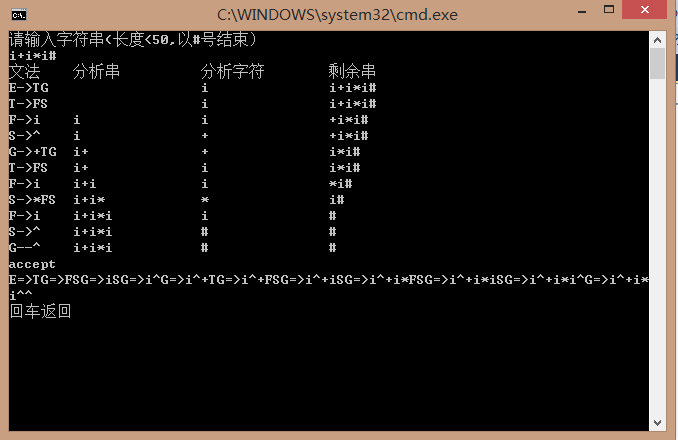 C:\WINDOWS\system32\cmd.exe
请输入字符串(长度<50,以#号结束)
i+i*i#
文法 分析串 分析字符 剩余串
E->TG i i+i*i#
T->FS i i+i*i#
F->i i i +i*i#
S->^ i + +i*i#
G->+TG i+ + i*i#
T->FS i+ i i*i#
F->i i+i i *i#
S->*FS i+i* * i#
F->i i+i*i i #
S->^ i+i*i # #
G--^ i+i*i # #
accept
E=>TG=>FSG=>iSG=>i^G=>i^+TG=>i^+FSG=>i^+iSG=>i^+i*FSG=>i^+i*iSG=>i^+i*i^G=>i^+i*
i^^
回车返回